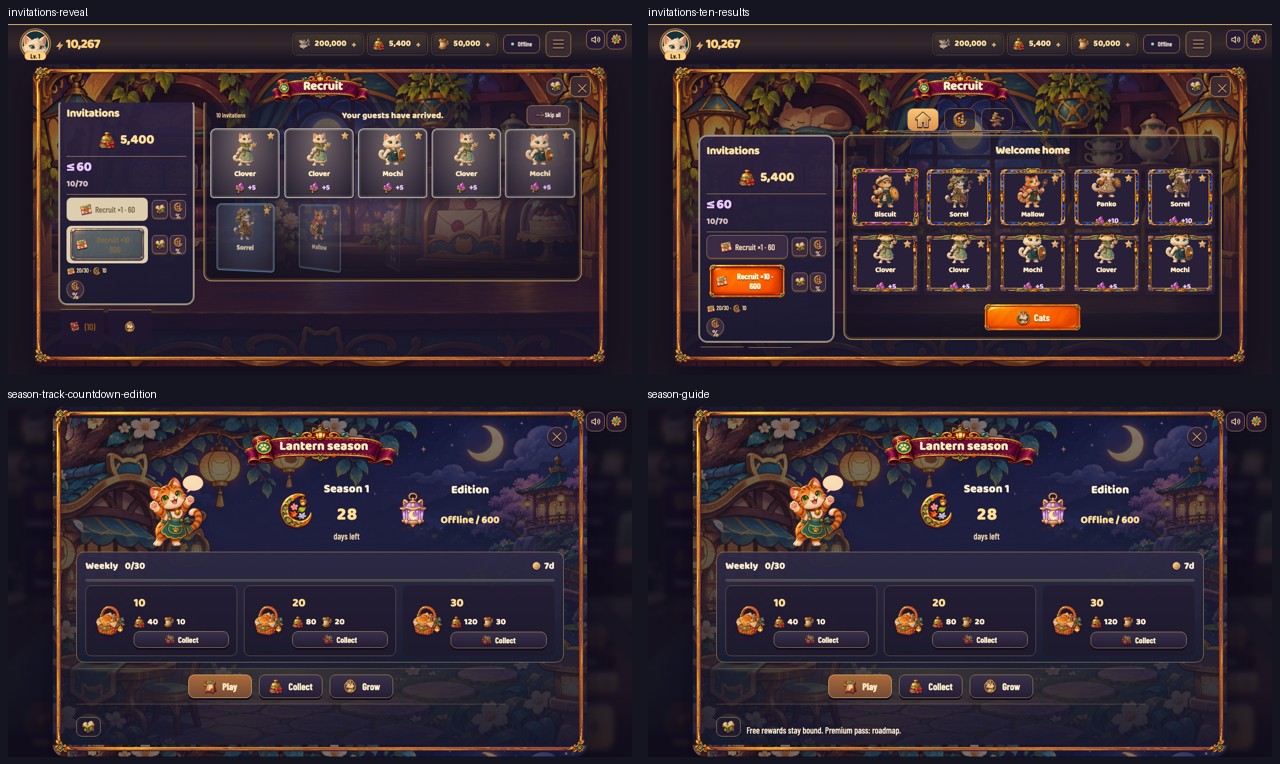 invitations-reveal
Lv. 1
10,267
200,000 +
5,400 +
50,000 +
Offline
Recruit
Invitations
5,400
≤ 60
10/70
Recruit ×1 · 60
Recruit ×10 · 600
20/30 · 10
%
(10)
10 invitations
Your guests have arrived.
Skip all
Clover
+5
Clover
+5
Mochi
+5
Clover
+5
Mochi
+5
Sorrel
Mallow
invitations-ten-results
Lv. 1
10,267
200,000 +
5,400 +
50,000 +
Offline
Recruit
Invitations
5,400
≤ 60
10/70
Recruit ×1 · 60
Recruit ×10 ·
600
20/30 · 10
%
Welcome home
Biscuit
Sorrel
Mallow
Panko
+10
Sorrel
+10
Clover
+5
Clover
+5
Mochi
+5
Clover
+5
Mochi
+5
Cats
season-track-countdown-edition
Lantern season
Season 1
28
days left
Edition
Offline / 600
Weekly 0/30
7d
10
40 10
Collect
20
80 20
Collect
30
120 30
Collect
Play
Collect
Grow
season-guide
Lantern season
Season 1
28
days left
Edition
Offline / 600
Weekly 0/30
7d
10
40 10
Collect
20
80 20
Collect
30
120 30
Collect
Play
Collect
Grow
Free rewards stay bound. Premium pass: roadmap.